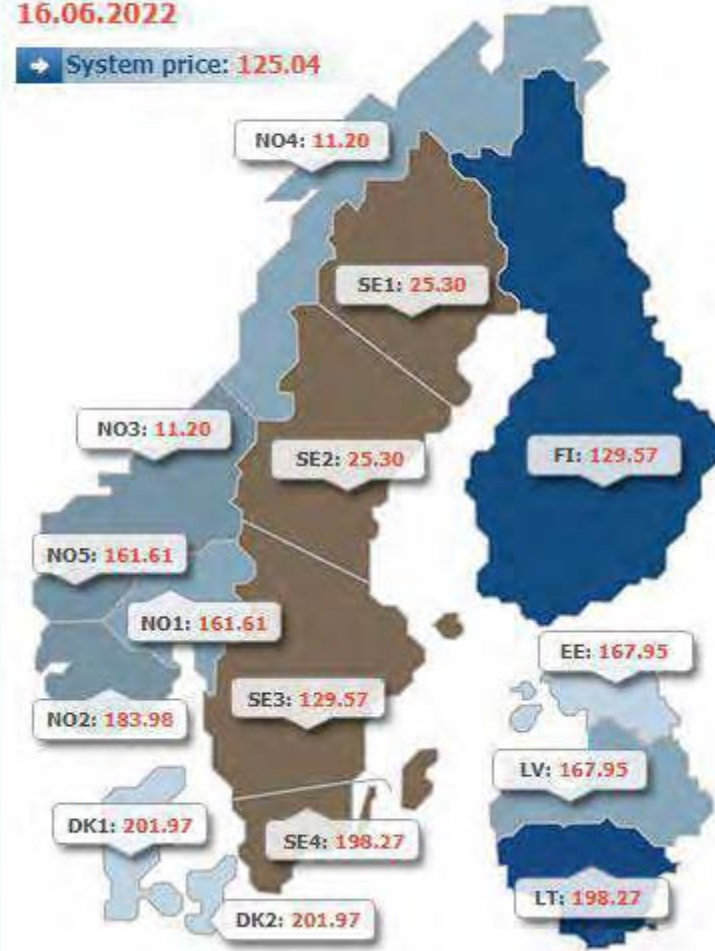 16.06.2022
System price: 125.04
NO4: 11.20
SE1: 25.30
NO3: 11.20
SE2: 25.30
FI: 129.57
NO5: 161.61
NO1: 161.61
EE: 167.95
SE3: 129.57
NO2: 183.98
LV: 167.95
DK1: 201.97
SE4: 198.27
LT: 198.27
DK2: 201.97